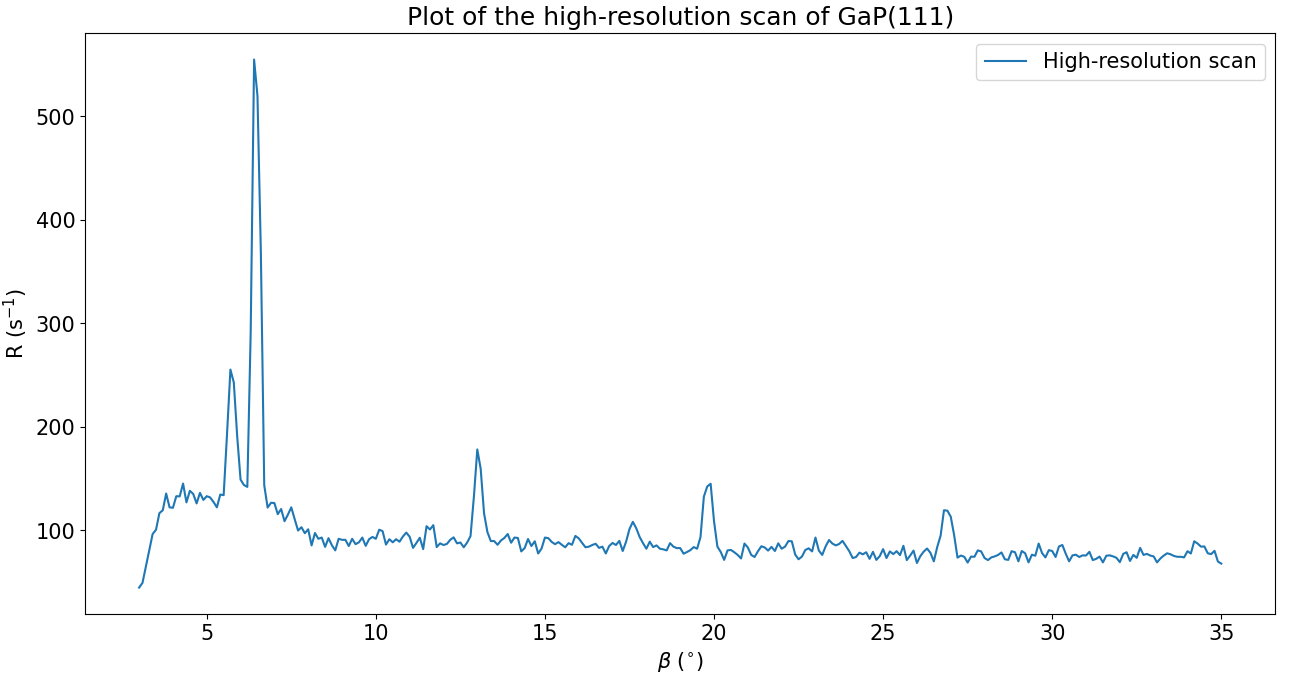 Plot of the high-resolution scan of GaP(111)
High-resolution scan
R (s⁻¹)
500
400
300
200
100
5 10 15 20 25 30 35
β (°)